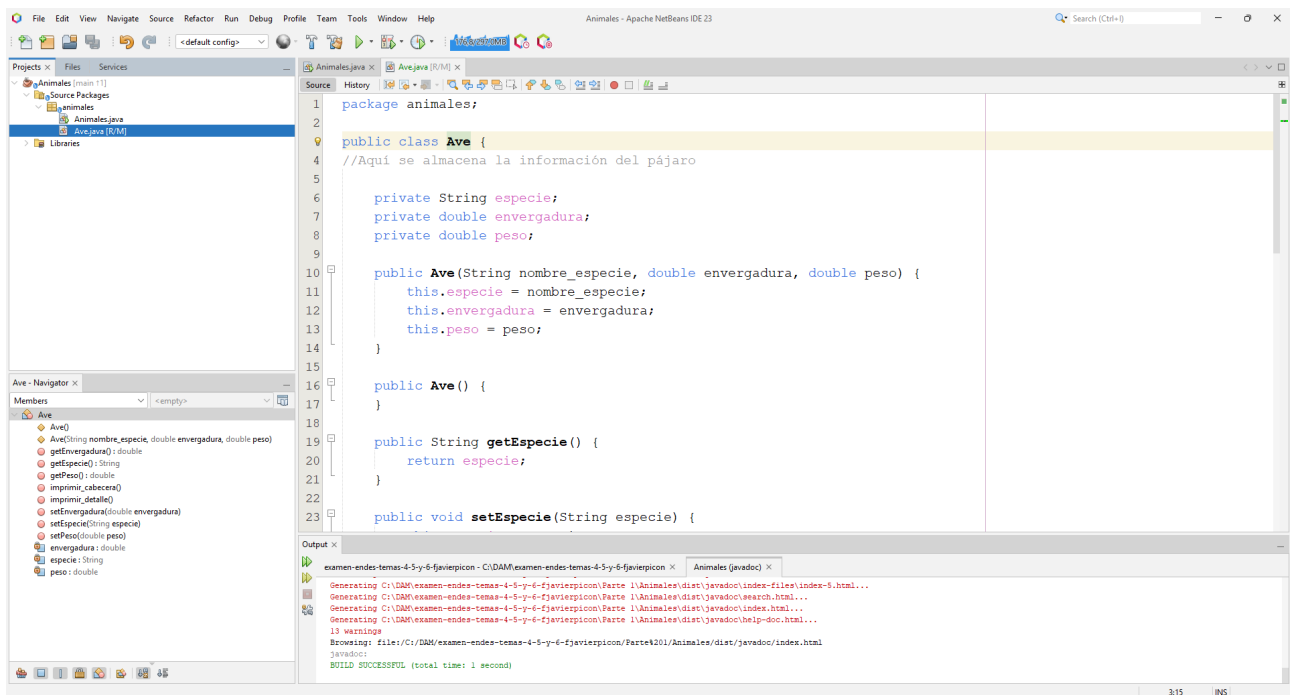 File Edit View Navigate Source Refactor Run Debug Profile Team Tools Window Help
Animales - Apache NetBeans IDE 23
Search (Ctrl+I)
<default config>
Projects
Files
Services
Animales [main ↑1]
Source Packages
animales
Animales.java
Ave.java [R/M]
Libraries
Animales.java
Ave.java [R/M]
Source
History
1 package animales;
2
public class Ave {
4 //Aquí se almacena la información del pájaro
5
6 private String especie;
7 private double envergadura;
8 private double peso;
9
10 public Ave(String nombre_especie, double envergadura, double peso) {
11 this.especie = nombre_especie;
12 this.envergadura = envergadura;
13 this.peso = peso;
14 }
15
16 public Ave() {
17 }
18
19 public String getEspecie() {
20 return especie;
21 }
22
23 public void setEspecie(String especie) {
Ave - Navigator
Members
<empty>
Ave
Ave()
Ave(String nombre_especie, double envergadura, double peso)
getEnvergadura() : double
getEspecie() : String
getPeso() : double
imprimir_cabecera()
imprimir_detalle()
setEnvergadura(double envergadura)
setEspecie(String especie)
setPeso(double peso)
envergadura : double
especie : String
peso : double
Output
examen-endes-temas-4-5-y-6-fjavierpicon - C:\DAM\examen-endes-temas-4-5-y-6-fjavierpicon
Animales (javadoc)
Generating C:\DAM\examen-endes-temas-4-5-y-6-fjavierpicon\Parte 1\Animales\dist\javadoc\index-files\index-5.html...
Generating C:\DAM\examen-endes-temas-4-5-y-6-fjavierpicon\Parte 1\Animales\dist\javadoc\search.html...
Generating C:\DAM\examen-endes-temas-4-5-y-6-fjavierpicon\Parte 1\Animales\dist\javadoc\index.html...
Generating C:\DAM\examen-endes-temas-4-5-y-6-fjavierpicon\Parte 1\Animales\dist\javadoc\help-doc.html...
13 warnings
Browsing: file:/C:/DAM/examen-endes-temas-4-5-y-6-fjavierpicon/Parte%201/Animales/dist/javadoc/index.html
javadoc:
BUILD SUCCESSFUL (total time: 1 second)
3:15
INS